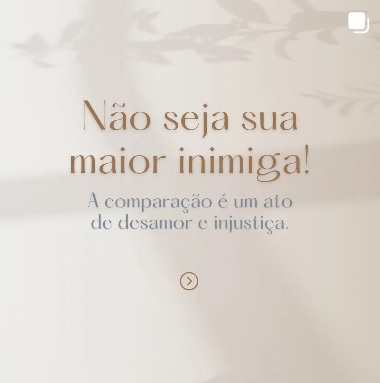 Não seja sua
maior inimiga!
A comparação é um ato
de desamor e injustiça.